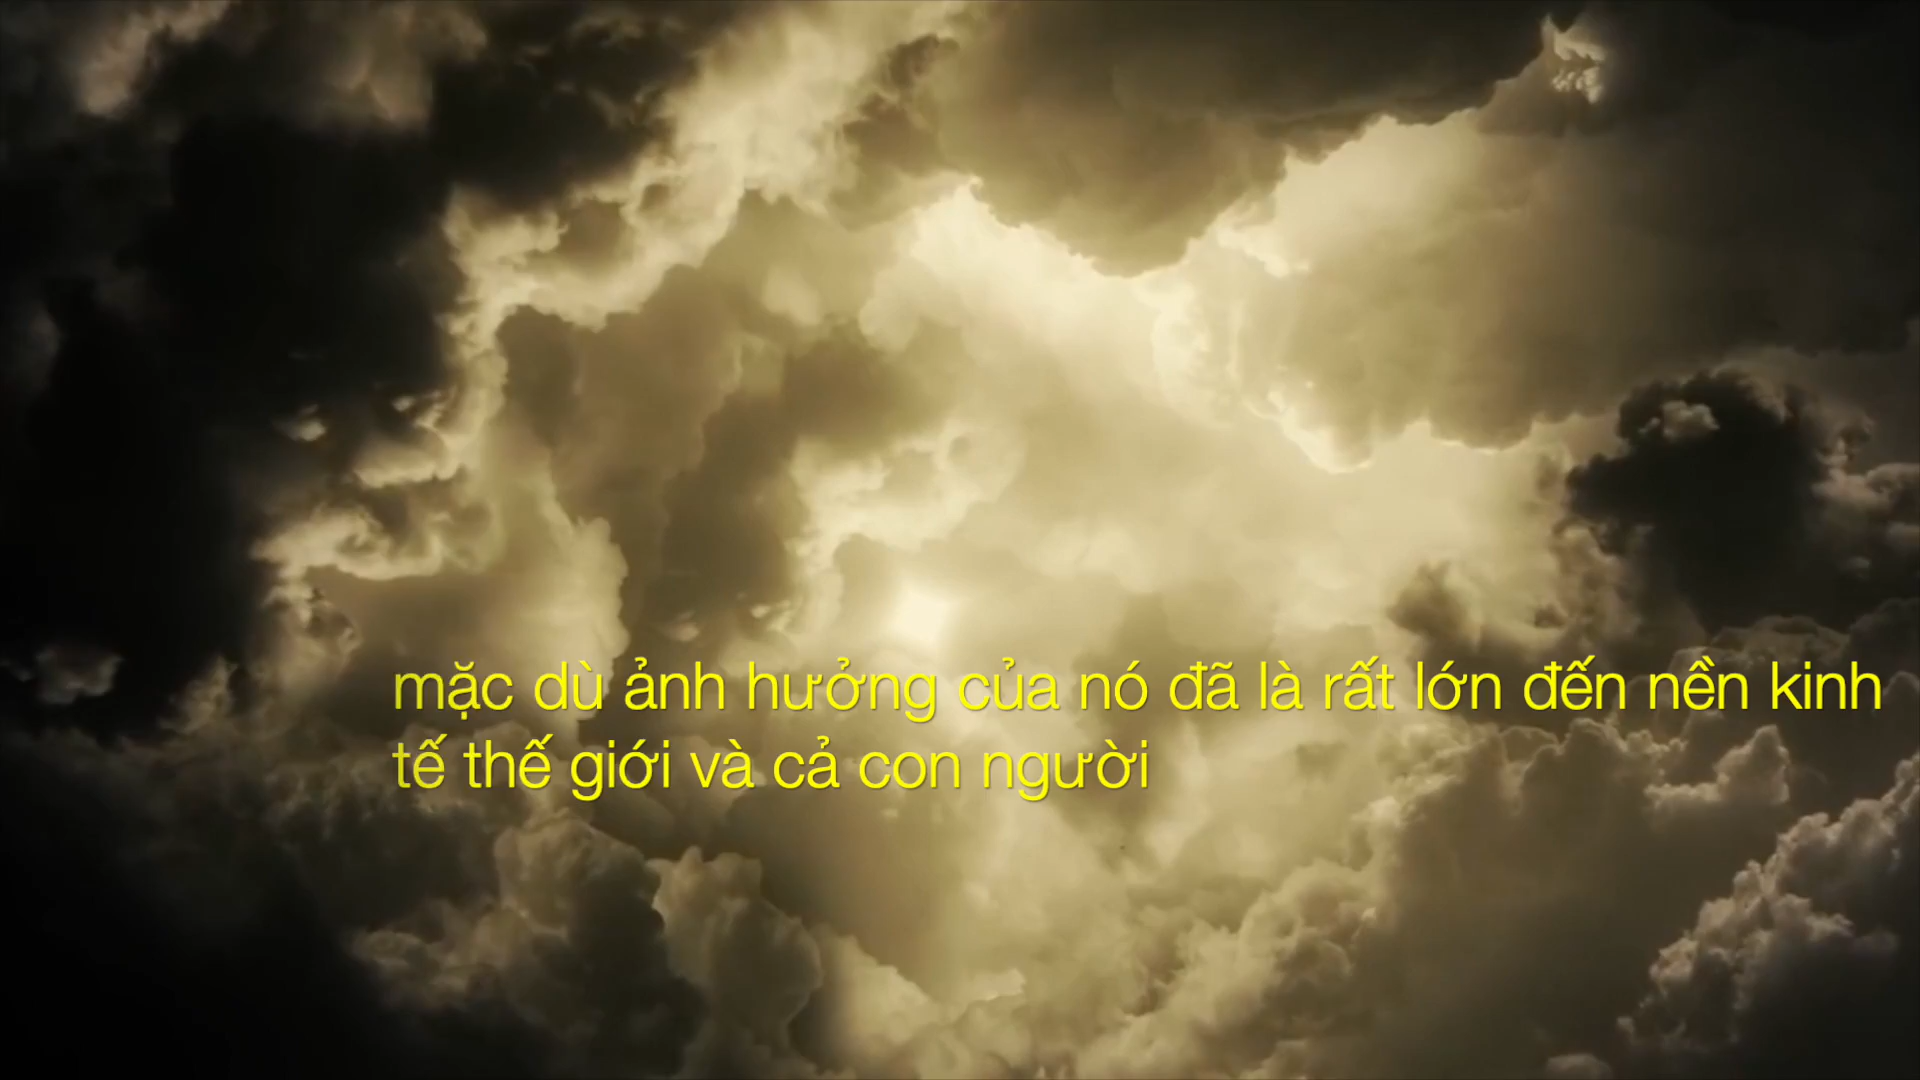 mặc dù ảnh hưởng của nó đã là rất lớn đến nền kinh
tế thế giới và cả con người